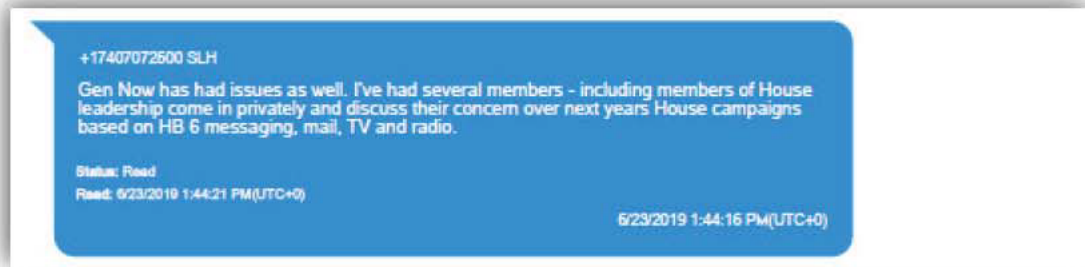 +17407072500 SLH
Gen Now has had issues as well. I've had several members - including members of House
leadership come in privately and discuss their concern over next years House campaigns
based on HB 6 messaging, mail, TV and radio.
Status: Read
Read: 6/23/2019 1:44:21 PM(UTC+0)
6/23/2019 1:44:16 PM(UTC+0)